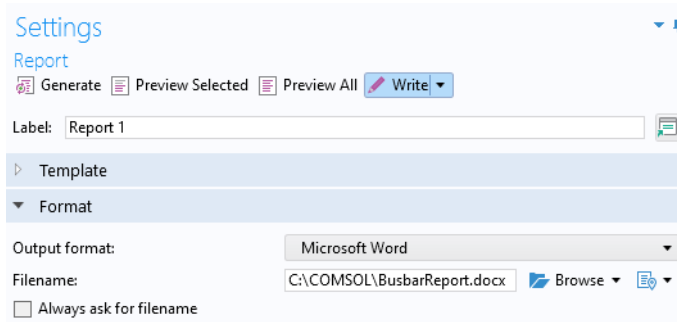 Settings
Report
Generate Preview Selected Preview All Write
Label: Report 1
Template
Format
Output format: Microsoft Word
Filename: C:\COMSOL\BusbarReport.docx Browse
Always ask for filename